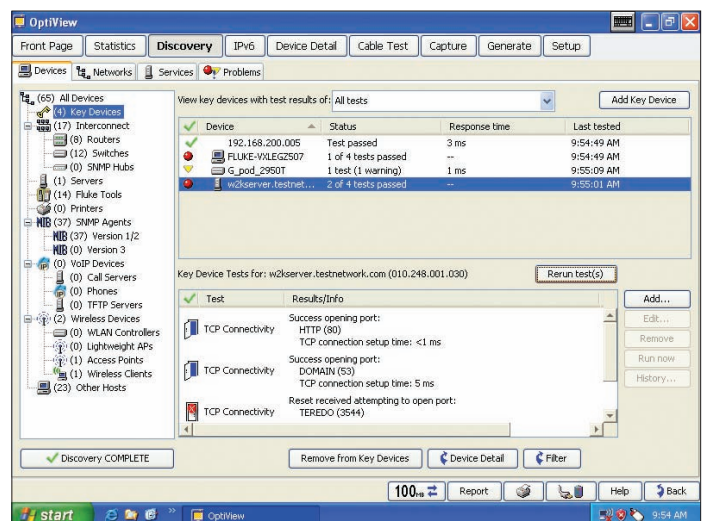 OptiView
Front Page Statistics Discovery IPv6 Device Detail Cable Test Capture Generate Setup
Devices Networks Services Problems
(65) All Devices
(4) Key Devices
(17) Interconnect
(8) Routers
(12) Switches
(0) SNMP Hubs
(1) Servers
(14) Fluke Tools
(0) Printers
MIB (37) SNMP Agents
MIB (37) Version 1/2
MIB (0) Version 3
(0) VoIP Devices
(0) Call Servers
(0) Phones
(0) TFTP Servers
(2) Wireless Devices
(0) WLAN Controllers
(0) Lightweight APs
(1) Access Points
(1) Wireless Clients
(23) Other Hosts
Discovery COMPLETE
View key devices with test results of: All tests Add Key Device
Device Status Response time Last tested
192.168.200.005 Test passed 3 ms 9:54:49 AM
FLUKE-VXLEGZ507 1 of 4 tests passed -- 9:54:49 AM
G_pod_2950T 1 test (1 warning) 1 ms 9:55:09 AM
w2kserver.testnet... 2 of 4 tests passed -- 9:55:01 AM
Key Device Tests for: w2kserver.testnetwork.com (010.248.001.030) Rerun test(s)
Test Results/Info
TCP Connectivity Success opening port:
HTTP (80)
TCP connection setup time: <1 ms
TCP Connectivity Success opening port:
DOMAIN (53)
TCP connection setup time: 5 ms
TCP Connectivity Reset received attempting to open port:
TEREDO (3544)
Add...
Edit...
Remove
Run now
History...
Remove from Key Devices Device Detail Filter
100Mb Report Help Back
start OptiView 9:54 AM